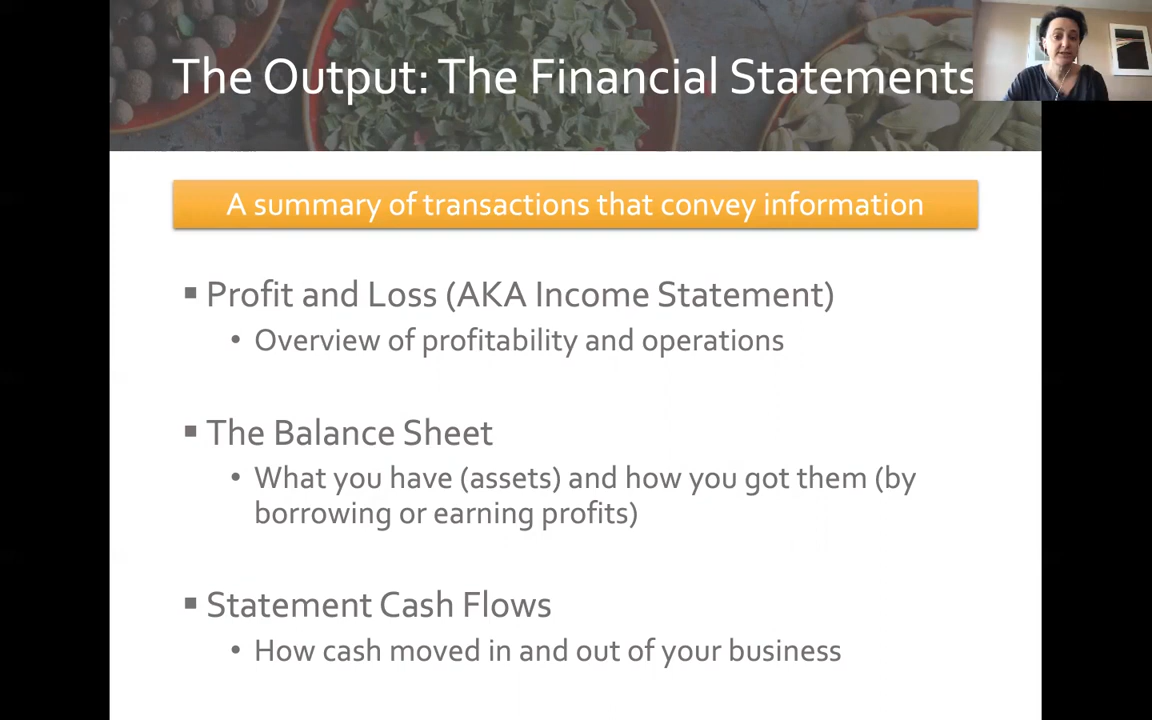 The Output: The Financial Statements
A summary of transactions that convey information
▪ Profit and Loss (AKA Income Statement)
• Overview of profitability and operations
▪ The Balance Sheet
• What you have (assets) and how you got them (by
borrowing or earning profits)
▪ Statement Cash Flows
• How cash moved in and out of your business